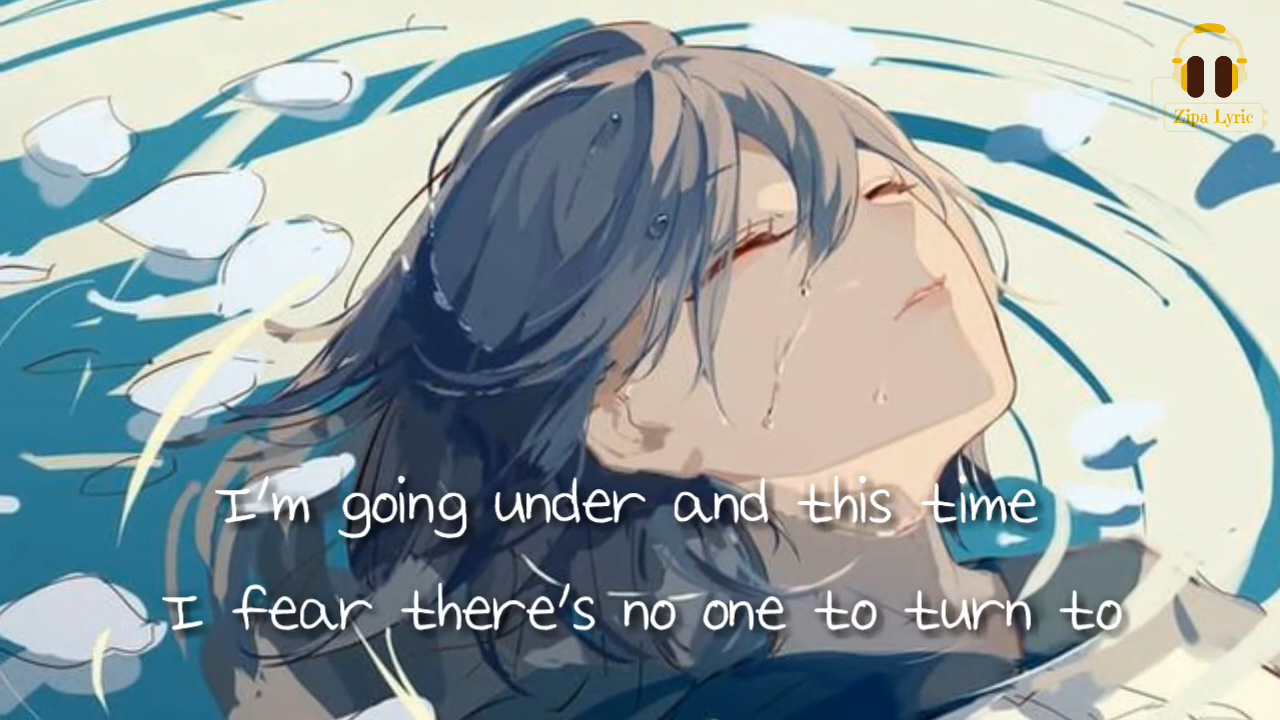 Zipa Lyric
I'm going under and this time
I fear there's no one to turn to